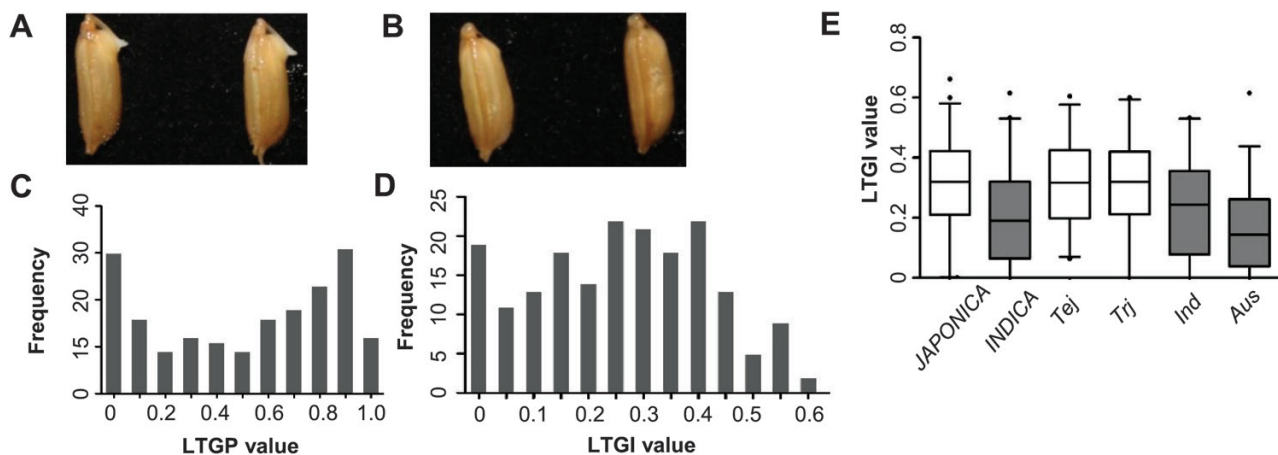 A
B
C
40
30
20
15
0
Frequency
0 0.2 0.4 0.6 0.8 1.0
LTGP value
D
25
20
15
10
5
0
Frequency
0 0.1 0.2 0.3 0.4 0.5 0.6
LTGI value
E
0.8
0.6
0.4
0.2
0
LTGI value
JAPONICA
INDICA
Tej
Trj
Ind
Aus